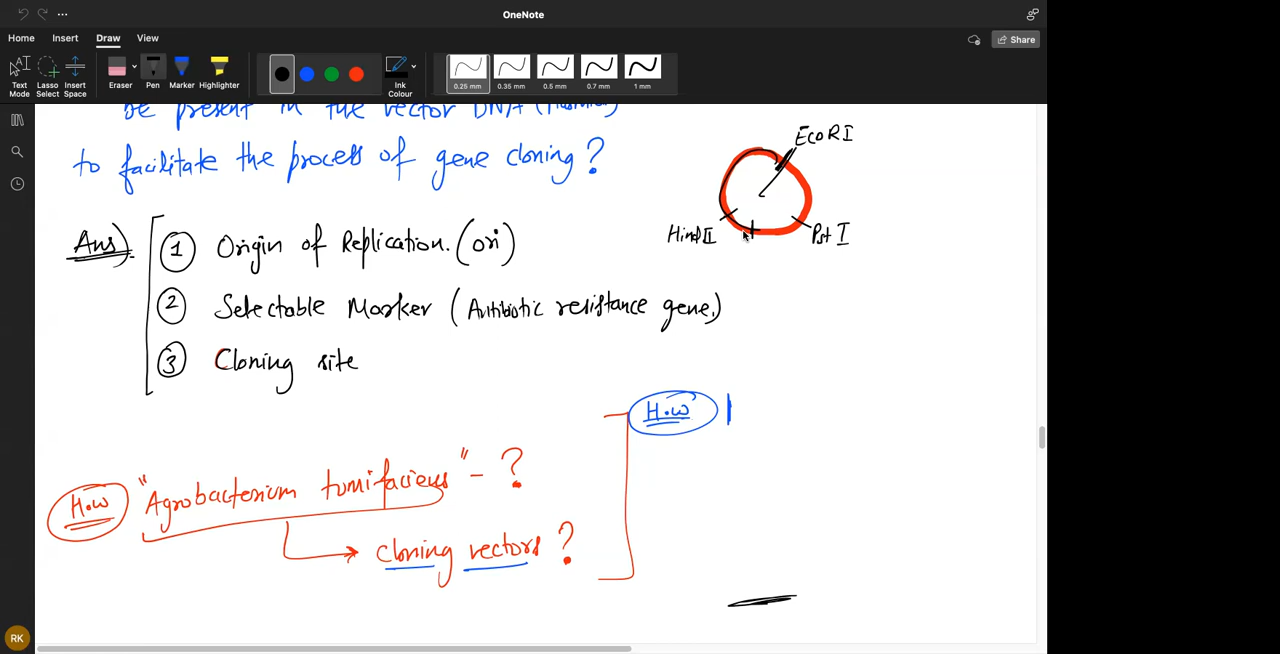 OneNote
Home Insert Draw View
Share
Text Mode
Lasso Select
Insert Space
Eraser
Pen
Marker
Highlighter
Ink Colour
0.25 mm
0.35 mm
0.5 mm
0.7 mm
1 mm
be present in the vector DNA
to facilitate the process of gene cloning?
EcoRI
Hind II
Pst I
Ans)
1 Origin of Replication. (ori)
2 Selectable Marker (Antibiotic resistance gene)
3 Cloning site
H.W
H.W "Agrobacterium tumifaciens" - ?
cloning vectors ?
RK